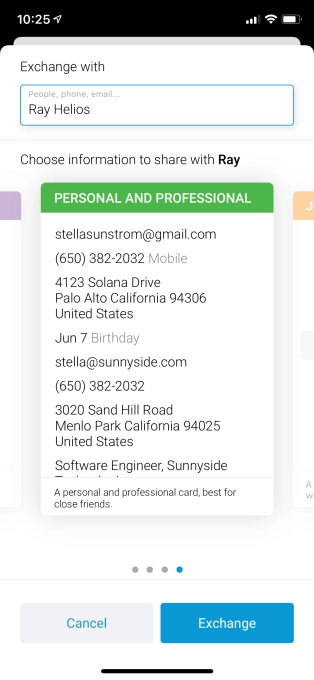 10:25
Exchange with
People, phone, email...
Ray Helios
Choose information to share with Ray
PERSONAL AND PROFESSIONAL
stellasunstrom@gmail.com
(650) 382-2032 Mobile
4123 Solana Drive
Palo Alto California 94306
United States
Jun 7 Birthday
stella@sunnyside.com
(650) 382-2032
3020 Sand Hill Road
Menlo Park California 94025
United States
Software Engineer, Sunnyside
A personal and professional card, best for
close friends.
Cancel
Exchange